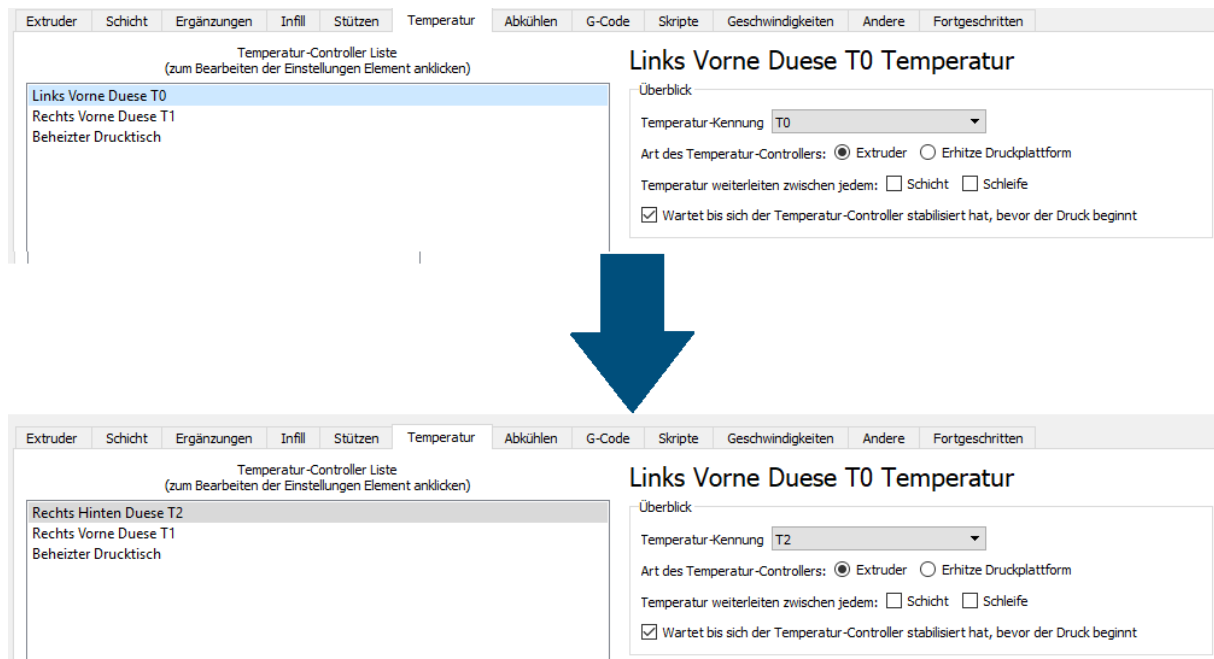 Extruder Schicht Ergänzungen Infill Stützen Temperatur Abkühlen G-Code Skripte Geschwindigkeiten Andere Fortgeschritten
Temperatur-Controller Liste
(zum Bearbeiten der Einstellungen Element anklicken)
Links Vorne Duese T0
Rechts Vorne Duese T1
Beheizter Drucktisch
Links Vorne Duese T0 Temperatur
Überblick
Temperatur-Kennung T0
Art des Temperatur-Controllers: Extruder Erhitze Druckplattform
Temperatur weiterleiten zwischen jedem: Schicht Schleife
Wartet bis sich der Temperatur-Controller stabilisiert hat, bevor der Druck beginnt
Extruder Schicht Ergänzungen Infill Stützen Temperatur Abkühlen G-Code Skripte Geschwindigkeiten Andere Fortgeschritten
Temperatur-Controller Liste
(zum Bearbeiten der Einstellungen Element anklicken)
Rechts Hinten Duese T2
Rechts Vorne Duese T1
Beheizter Drucktisch
Links Vorne Duese T0 Temperatur
Überblick
Temperatur-Kennung T2
Art des Temperatur-Controllers: Extruder Erhitze Druckplattform
Temperatur weiterleiten zwischen jedem: Schicht Schleife
Wartet bis sich der Temperatur-Controller stabilisiert hat, bevor der Druck beginnt